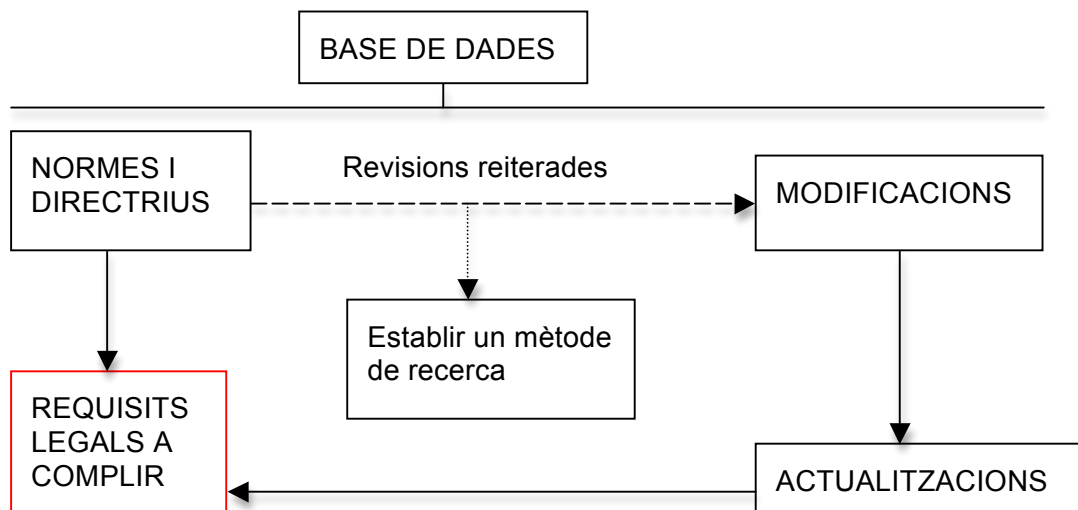 BASE DE DADES
NORMES I
DIRECTRIUS
Revisions reiterades
MODIFICACIONS
Establir un mètode
de recerca
REQUISITS
LEGALS A
COMPLIR
ACTUALITZACIONS